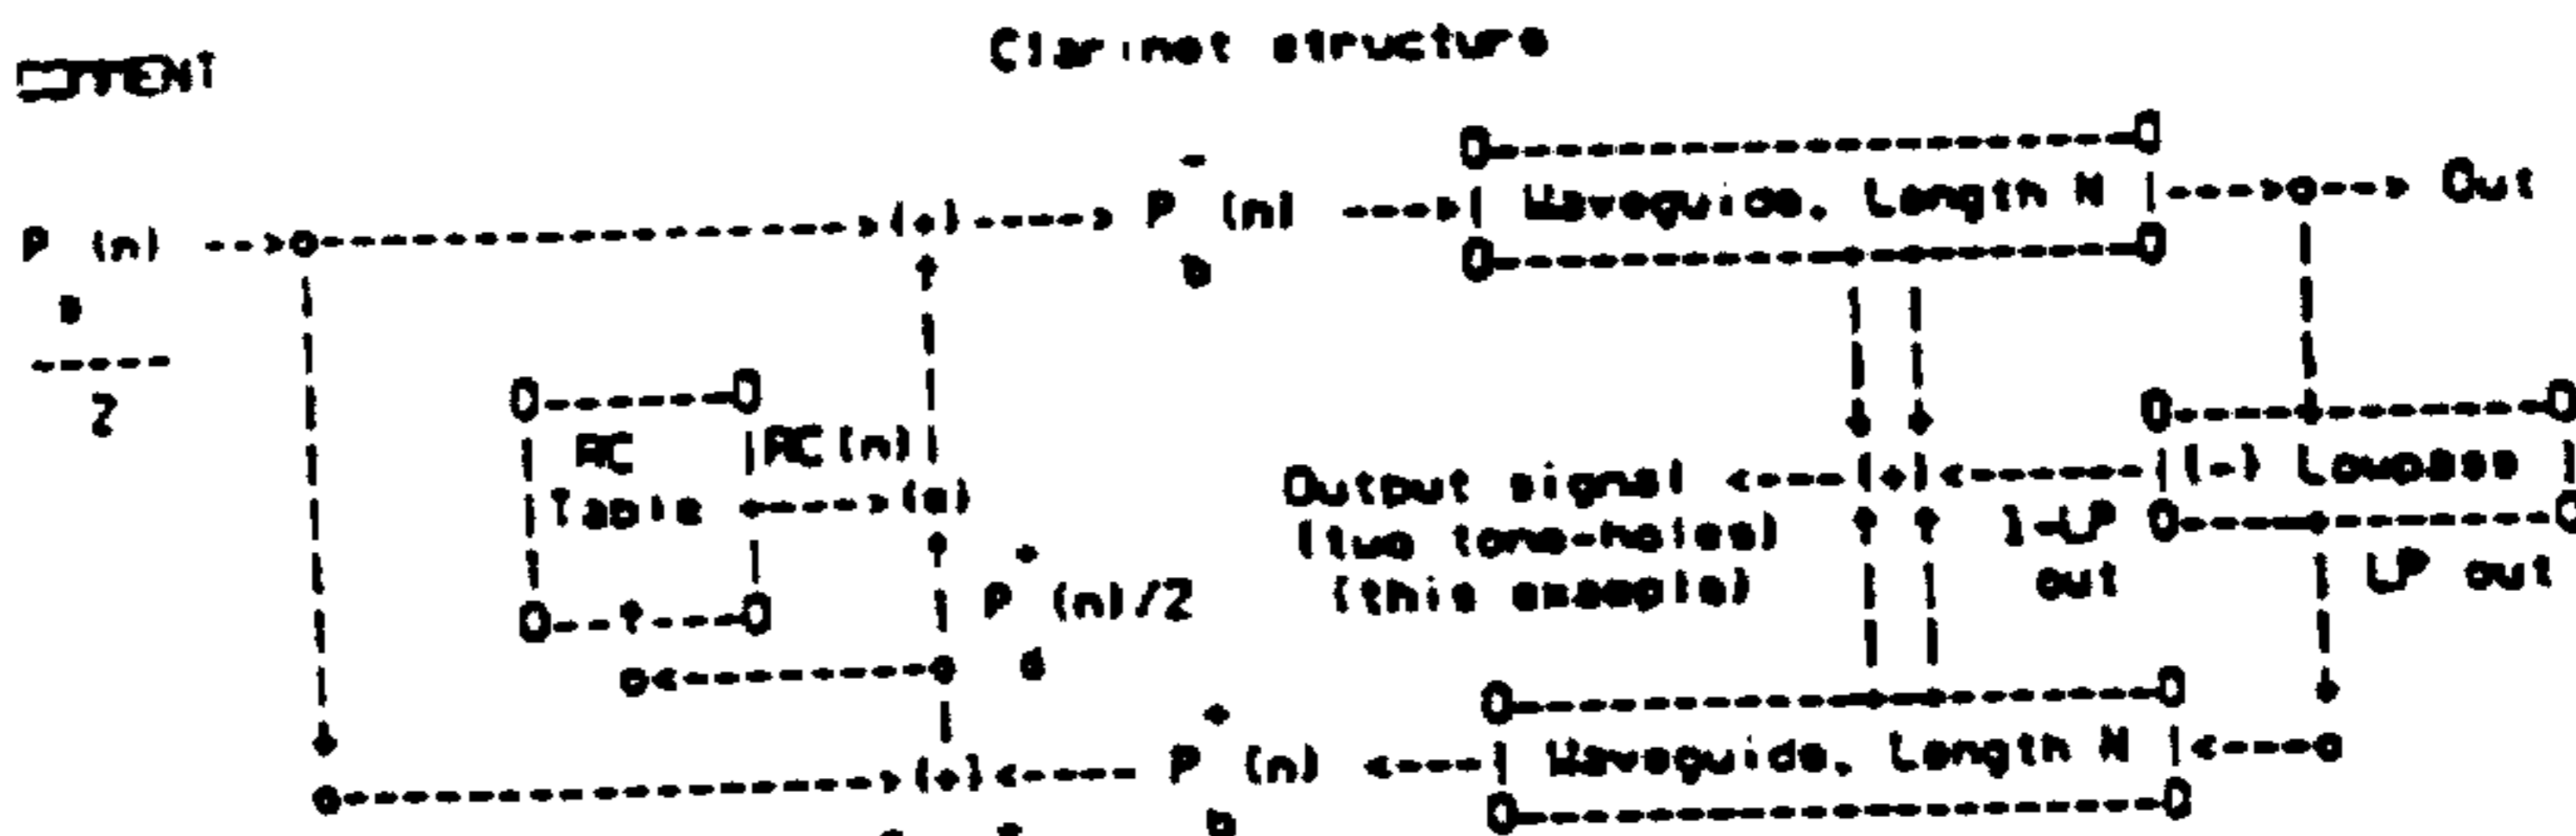 Clarinet structure
COMMENT
P (n)
2
P - (n)
b
Waveguide, Length N
Out
RC
Table
RC(n)
P + (n)/2
d
Output signal
(two tone-holes)
(this example)
1-LP
out
(-) Lowpass
LP out
P + (n)
b
Waveguide, Length N